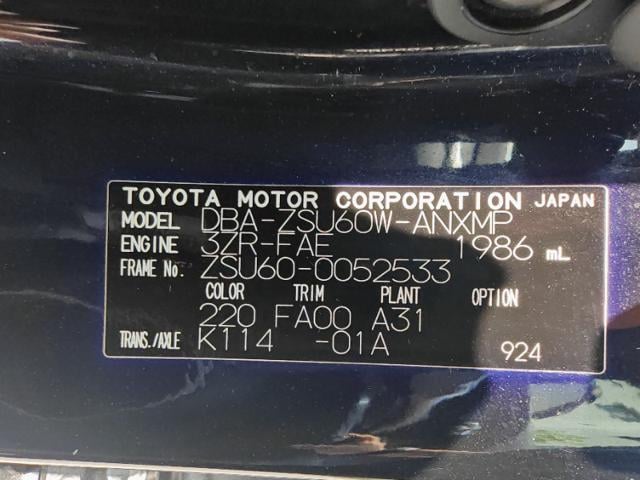 TOYOTA MOTOR CORPORATION JAPAN
MODEL DBA-ZSU60W-ANXMP
ENGINE 3ZR-FAE 1986 mL
FRAME No. ZSU60-0052533
COLOR TRIM PLANT OPTION
220 FA00 A31
TRANS./AXLE K114 -01A 924